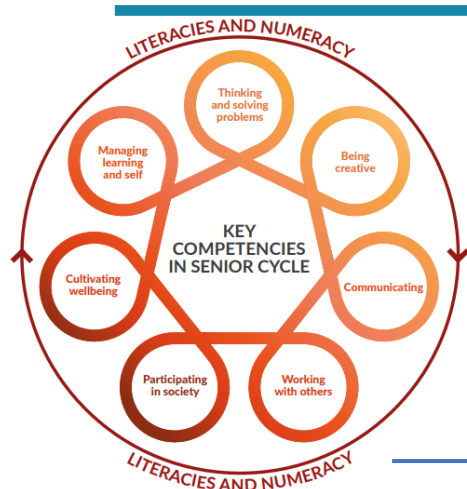 LITERACIES AND NUMERACY
Thinking
and solving
problems
Managing
learning
and self
Being
creative
KEY
COMPETENCIES
IN SENIOR CYCLE
Cultivating
wellbeing
Communicating
Participating
in society
Working
with others
LITERACIES AND NUMERACY